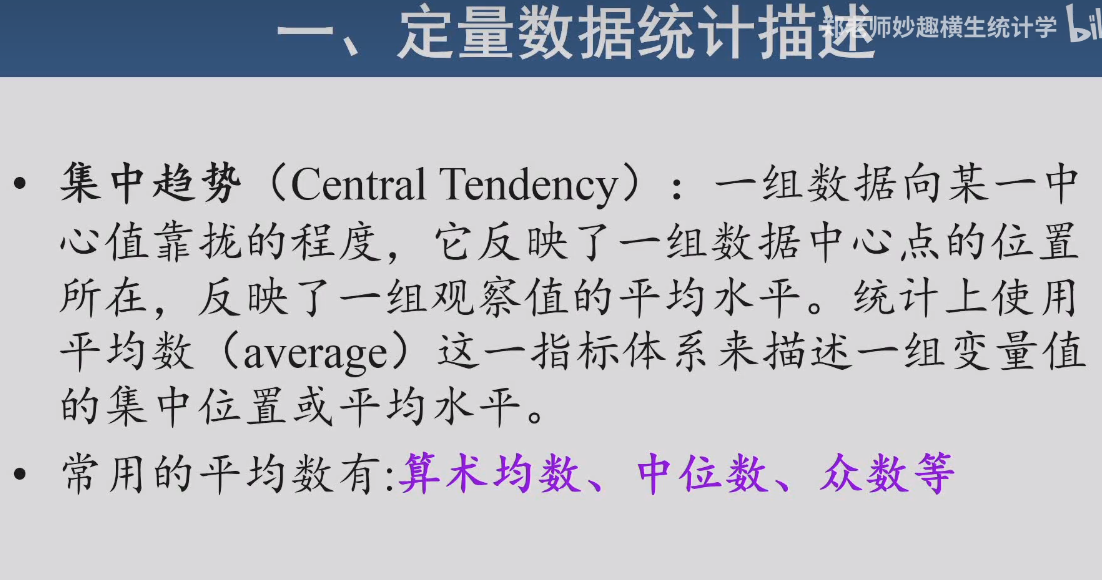 一、定量数据统计描述
郑老师妙趣横生统计学
• 集中趋势（Central Tendency）：一组数据向某一中
心值靠拢的程度，它反映了一组数据中心点的位置
所在，反映了一组观察值的平均水平。统计上使用
平均数（average）这一指标体系来描述一组变量值
的集中位置或平均水平。
• 常用的平均数有:算术均数、中位数、众数等